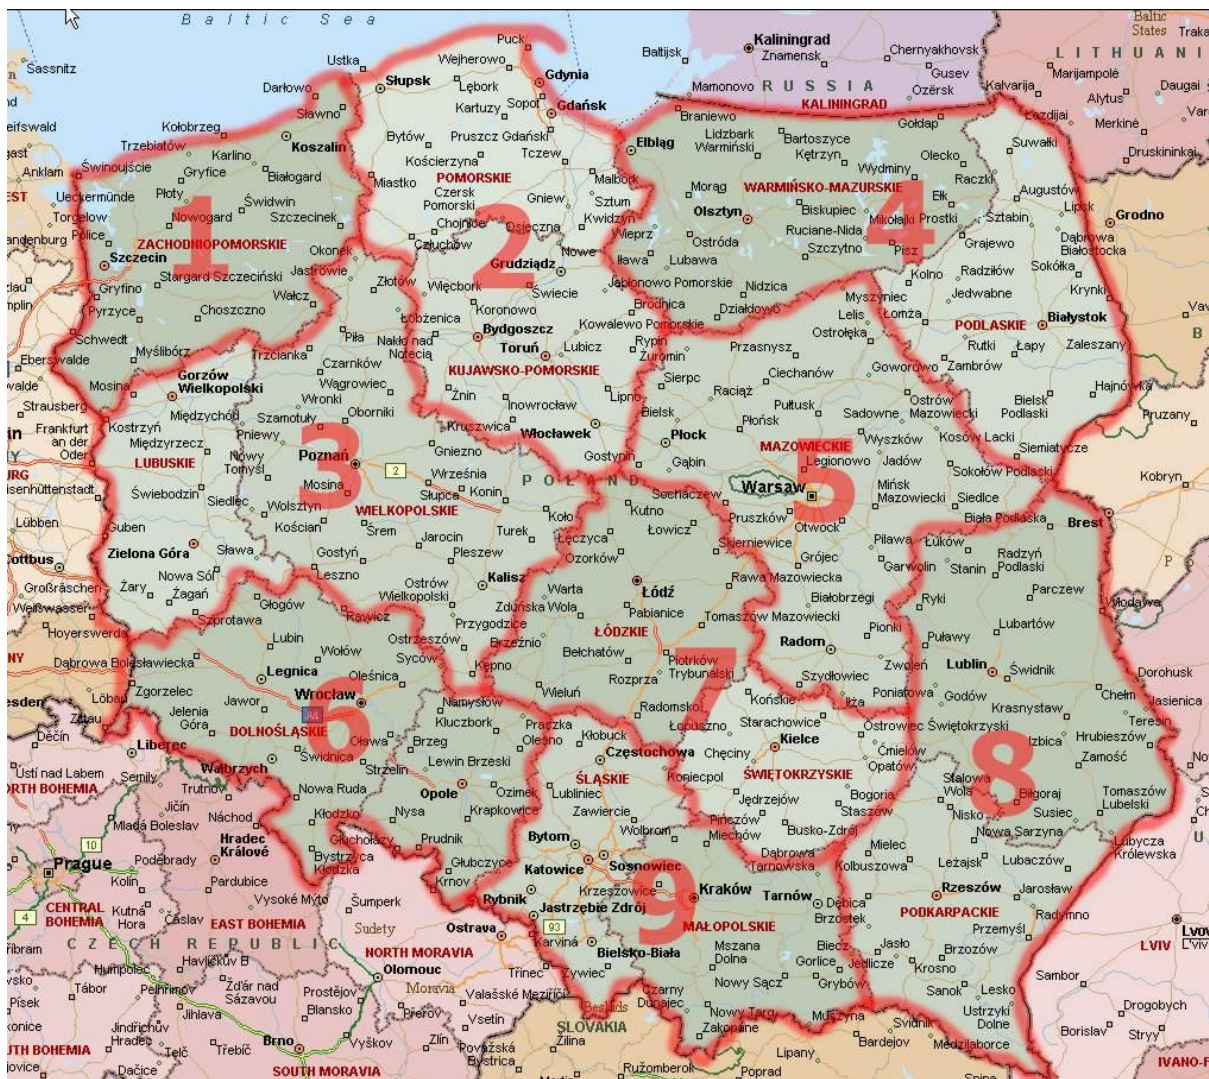 Baltic Sea
Baltic
States
Puck
Kaliningrad
Znamensk
Chernyakhovsk
LITHUANI
Sassnitz
Ustka
Wejherowo
Baltijsk
Gusev
Marijampolė
Słupsk
Lębork
Gdynia
Mamonovo
RUSSIA
Ozërsk
Kalvarija
Daugai
Darłowo
Kartuzy
Sopot
Gdańsk
KALININGRAD
Alytus
Sławno
Braniewo
Gołdap
Łazdijai
Merkinė
Kołobrzeg
Bytów
Pruszcz Gdański
Elbląg
Lidzbark
Warmiński
Bartoszyce
Trzebiatów
Koszalin
Kościerzyna
Tczew
Kętrzyn
Olecko
Suwałki
Druskininkai
Anklam
Świnoujście
Karlino
Gryfice
Białogard
Miastko
POMORSKIE
Malbork
Wydminy
Raczki
Ueckermünde
Płoty
Świdwin
Czersk
Pomorski
Gniew
Sztum
Morąg
WARMIŃSKO-MAZURSKIE
Ełk
Augustów
Torgelow
Nowogard
Szczecinek
Chojnice
Osjęczna
Kwidzyn
Olsztyn
Biskupiec
Mikołajki
Prostki
Sztabin
Lipsk
Grodno
Police
1
2
4
ZACHODNIOPOMORSKIE
Człuchów
Nowe
Wieprz
Ostróda
Ruciane-Nida
Szczytno
Pisz
Grajewo
Dąbrowa
Białostocka
Szczecin
Okonek
Grudziądz
Iława
Lubawa
Kolno
Radziłów
Sokółka
Gryfino
Stargard Szczeciński
Jastrowie
Złotów
Więcbork
Świecie
Jabłonowo Pomorskie
Nidzica
Myszyniec
Jedwabne
Krynki
Pyrzyce
Choszczno
Wałcz
Łobżenica
Koronowo
Brodnica
Działdowo
Lelis
Łomża
Białystok
Schwedt
Bydgoszcz
Kowalewo Pomorskie
Ostrołęka
PODLASKIE
Eberswalde
Myślibórz
Trzcianka
Piła
Nakło nad
Notecią
Toruń
Lubicz
Rypin
Żuromin
Przasnysz
Rutki
Łapy
Zaleszany
Mosina
Gorzów
Wielkopolski
Czarnków
KUJAWSKO-POMORSKIE
Sierpc
Ciechanów
Goworowo
Zambrów
Strausberg
Wągrowiec
Wronki
Żnin
Lipno
Raciąż
Hajnówka
Kostrzyń
Międzychód
Szamotuły
Oborniki
Inowrocław
Bielsk
Płońsk
Pułtusk
Ostrów
Mazowiecki
Bielsk
Podlaski
Pruzany
Frankfurt
an der
Oder
Międzyrzecz
Pniewy
Kruszwica
Włocławek
Płock
Sadowne
Kosów Lacki
Siemiatycze
LUBUSKIE
Nowy
Tomyśl
3
Poznań
Gniezno
Gostypiń
MAZOWIECKIE
5
Wyszków
Gąbin
Legionowo
Jadów
Sokołów Podlaski
Kobryn
2
Września
POLAND
Eisenhüttenstadt
Świebodzin
Siedlec
Mosina
Słupca
Konin
Sochaczew
Warsaw
Mińsk
Mazowiecki
Siedlce
Wolsztyn
WIELKOPOLSKIE
Kutno
Pruszków
Lübben
Guben
Kościan
Śrem
Koło
Łowicz
Otwock
Biała Podlaska
Brest
Turek
Łęczyca
Skierniewice
Cottbus
Zielona Góra
Sława
Gostyń
Jarocin
Ozorków
Grójec
Pilawa
Łuków
Radzyń
Podlaski
Pleszew
Garwolin
Stanin
Großräschen
Nowa Sól
Leszno
Kalisz
Łódź
Rawa Mazowiecka
P
Weißwasser
Żary
Żagań
Ostrów
Wielkopolski
Warta
Parczew
Głogów
Zduńska
Wola
Pabianice
Białobrzegi
Ryki
Włodawa
Hoyerswerda
Szprotawa
Rawicz
Przygodzice
Tomaszów Mazowiecki
Lubartów
Lubin
Ostrzeszów
Brzeźnio
ŁÓDZKIE
Pionki
Puławy
Dąbrowa Bolesławiecka
Wołów
Syców
Bełchatów
Radom
Legnica
Oleśnica
Kępno
Piotrków
Trybunalski
7
Zwoleń
Lublin
Świdnik
Dorohusk
Zgorzelec
Wrocław
Wieluń
Rozprza
Szydłowiec
Löbau
Jawor
6
A4
Namysłów
Radomsko
Końskie
Iłża
Poniatowa
Godów
Chełm
Jasienica
Zittau
Jelenia
Góra
Kluczbork
Praszka
Łopuszno
Krasnystaw
Teresin
Děčín
DOLNOŚLĄSKIE
Oława
Brzeg
Olesno
Kłobuck
Starachowice
Ostrowiec
Świętokrzyski
8
Hrubieszów
Liberec
Częstochowa
Chęciny
Kielce
Ćmielów
Izbica
Ústí nad Labem
Semily
Wałbrzych
Świdnica
Lewin Brzeski
Opatów
Zamość
NORTH BOHEMIA
Strzelin
ŚLĄSKIE
Koniecpol
ŚWIĘTOKRZYSKIE
Trutnov
Nowa Ruda
Opole
Ozimek
Lubliniec
Stalowa
Wola
Biłgoraj
Tomaszów
Lubelski
Jičín
Nysa
Krapkowice
Zawiercie
Jędrzejów
Bogoria
Kłodzko
Pińczów
Staszów
Nisko
Susiec
Mladá Boleslav
Náchod
Głuchołazy
Prudnik
Bytom
Wolbrom
Miechów
Busko-Zdrój
Nowa Sarzyna
Hradec
Králové
Lubycza
Królewska
10
Prague
Poděbrady
Bystrzyca
Kłodzka
Głubczyce
Sosnowiec
Dąbrowa
Tarnowska
Mielec
Kolbuszowa
Leżajsk
Lubaczów
Kolín
Pardubice
Katowice
Krzeszowice
9
Kraków
Tarnów
Rzeszów
Jarosław
Vysoké Mýto
Krnov
Rybnik
Dębica
CENTRAL
BOHEMIA
4
Kutná
Hora
Šumperk
Jastrzębie Zdrój
Brzostek
PODKARPACKIE
Radymno
Čáslav
EAST BOHEMIA
Sudety
Ostrava
93
MAŁOPOLSKIE
Przemyśl
Příbram
CZECH REPUBLIC
NORTH MORAVIA
Karviná
Bielsko-Biała
Mszana
Dolna
Biecz
Jasło
Brzozów
LVIV
Lvov
L'viv
Humpolec
Havlíčkův B
Olomouc
Gorlice
Jedlicze
Krosno
Tábor
Žďár nad
Sázavou
Třinec
Żywiec
Nowy Sącz
Grybów
Sambor
Písek
Pelhřimov
Prostějov
Moravia
Valašské Meziříčí
Czarny
Dunajec
Sanok
Lesko
Jihlava
Blansko
Přerov
Beskids
Nowy Targ
Muszyna
Ustrzyki
Dolne
Drogobych
Jindřichův
Hradec
Vsetín
SLOVAKIA
Zakopane
Svidník
Borislav
Stryy
SOUTH BOHEMIA
Telč
Třebíč
Brno
Vyškov
Zlín
Považská
Bystrica
Žilina
Bardejov
Medzilaborce
Lipany
Dačice
SOUTH MORAVIA
Ružomberok
Poprad
IVANO-F